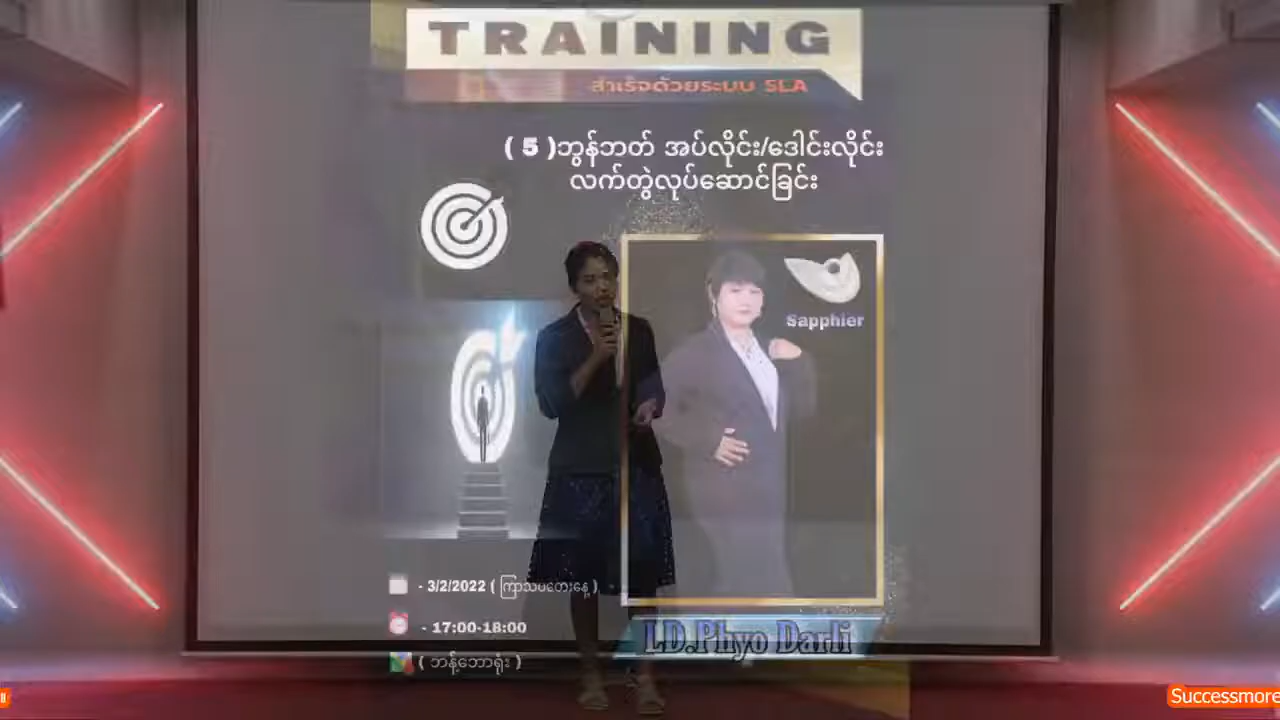 TRAINING
สำเร็จด้วยระบบ SLA
( 5 )ဘွန်ဘတ် အပ်လိုင်း/ဒေါင်းလိုင်း
လက်တွဲလုပ်ဆောင်ခြင်း
Sapphier
- 3/2/2022 ( ကြာသပတေးနေ့ )
- 17:00-18:00
LD.Phyo Darli
( ဘန့်ဘောရုံး )
Successmore